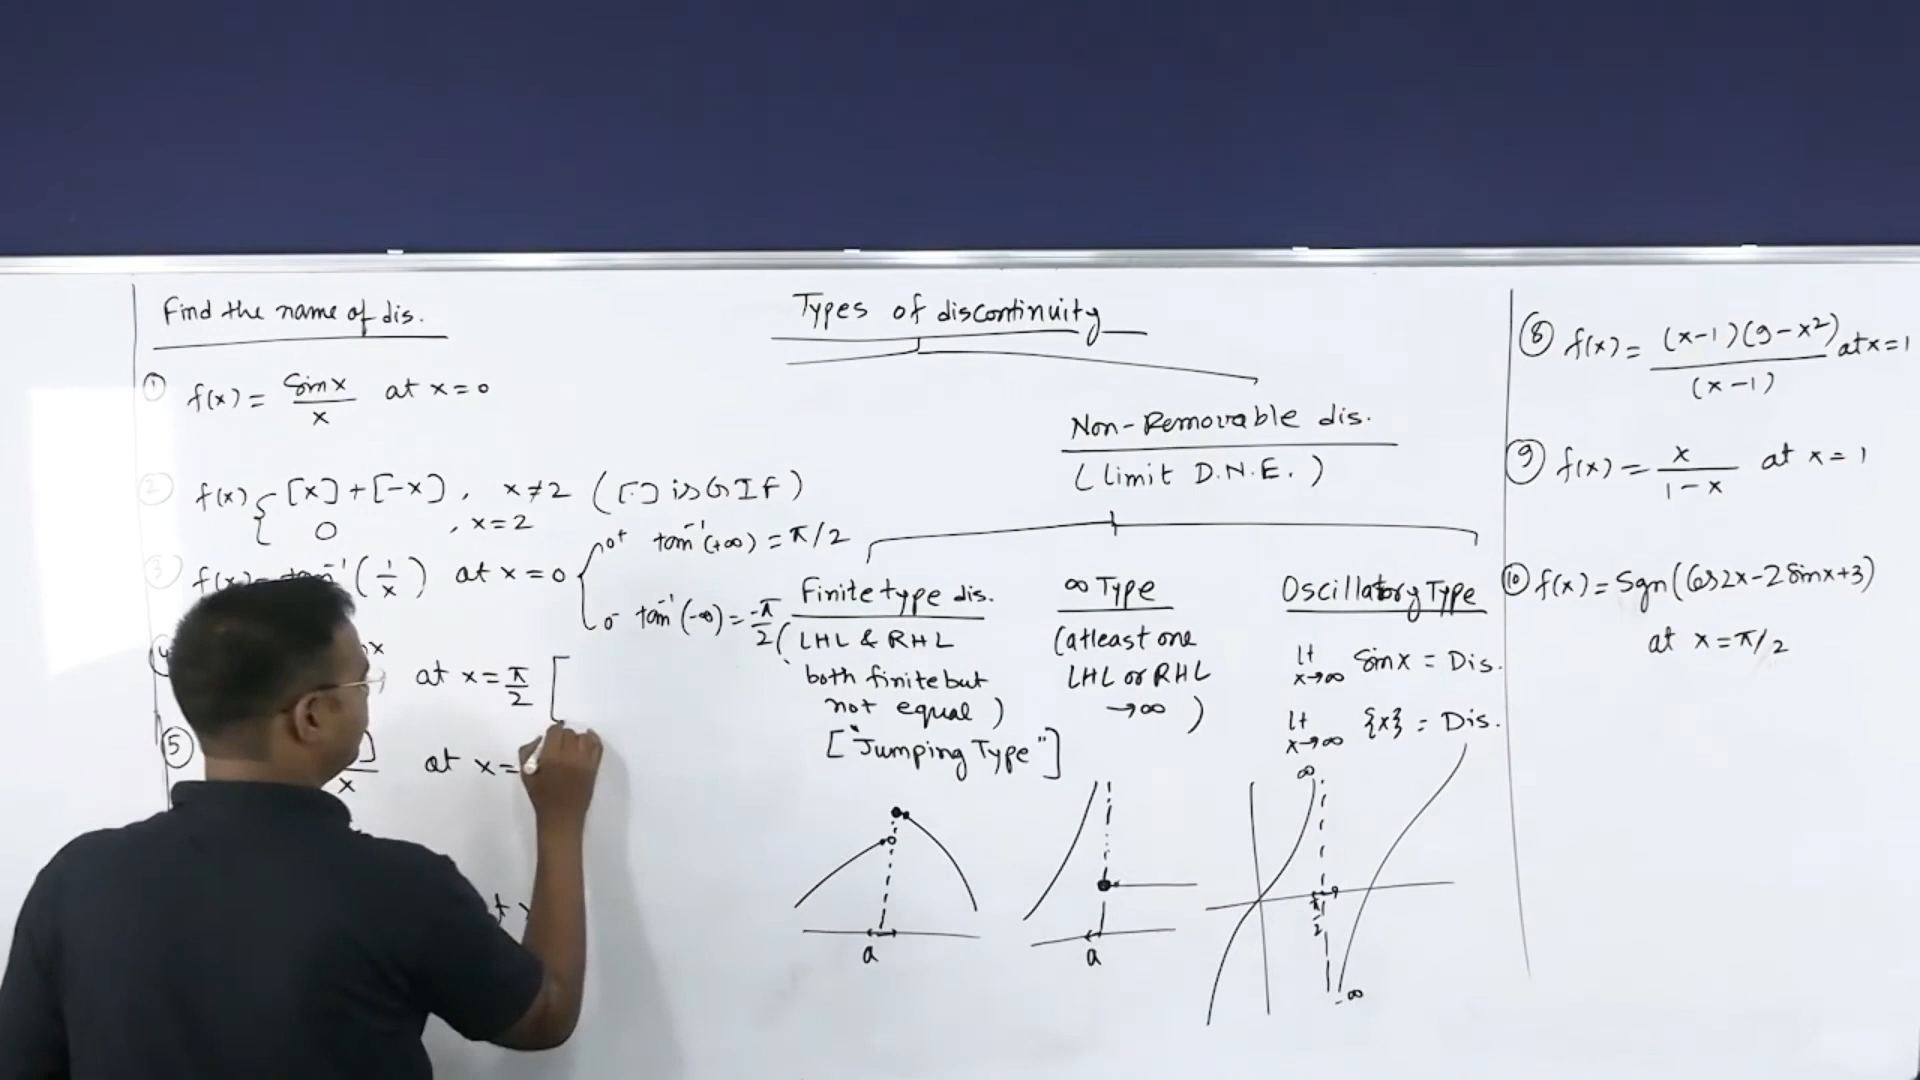 Find the name of dis.
① f(x) = Sinx/x at x=0
② f(x) { [x]+[-x], x≠2 ([.] is GIF)
0 , x=2
③ f(x) = tan⁻¹(1/x) at x=0
0⁺ tan⁻¹(+∞) = π/2
0⁻ tan⁻¹(-∞) = -π/2
at x=π/2 [
⑤
x at x=
Types of discontinuity
Non-Removable dis.
(limit D.N.E.)
Finite type dis.
(LHL & RHL
both finite but
not equal)
["Jumping Type"]
a
∞ Type
(atleast one
LHL or RHL
→∞)
a
Oscillatory Type
lt x→∞ Sinx = Dis.
lt x→∞ {x} = Dis.
∞
π/2
-∞
⑧ f(x) = (x-1)(9-x²)/(x-1) at x=1
⑨ f(x) = x/1-x at x=1
⑩ f(x) = Sgn(Cos2x-2Sinx+3)
at x=π/2